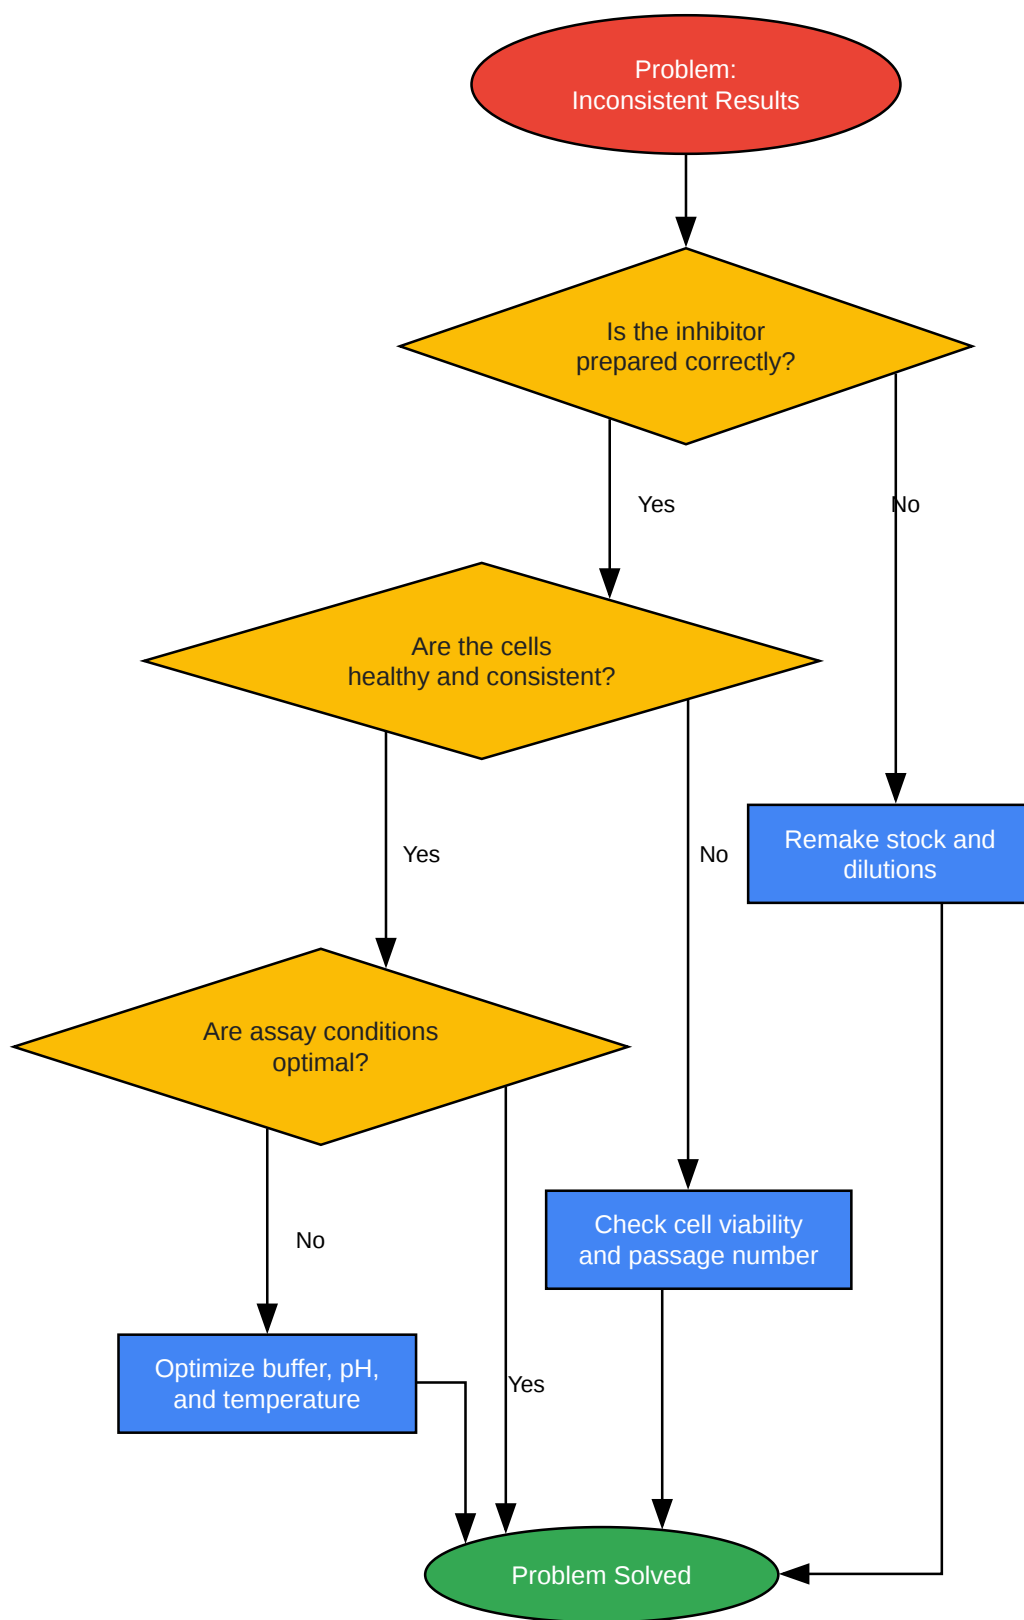 Problem:
Inconsistent Results
Is the inhibitor
prepared correctly?
Yes
No
Are the cells
healthy and consistent?
Remake stock and
dilutions
Yes
No
Are assay conditions
optimal?
Check cell viability
and passage number
No
Optimize buffer, pH,
and temperature
Yes
Problem Solved